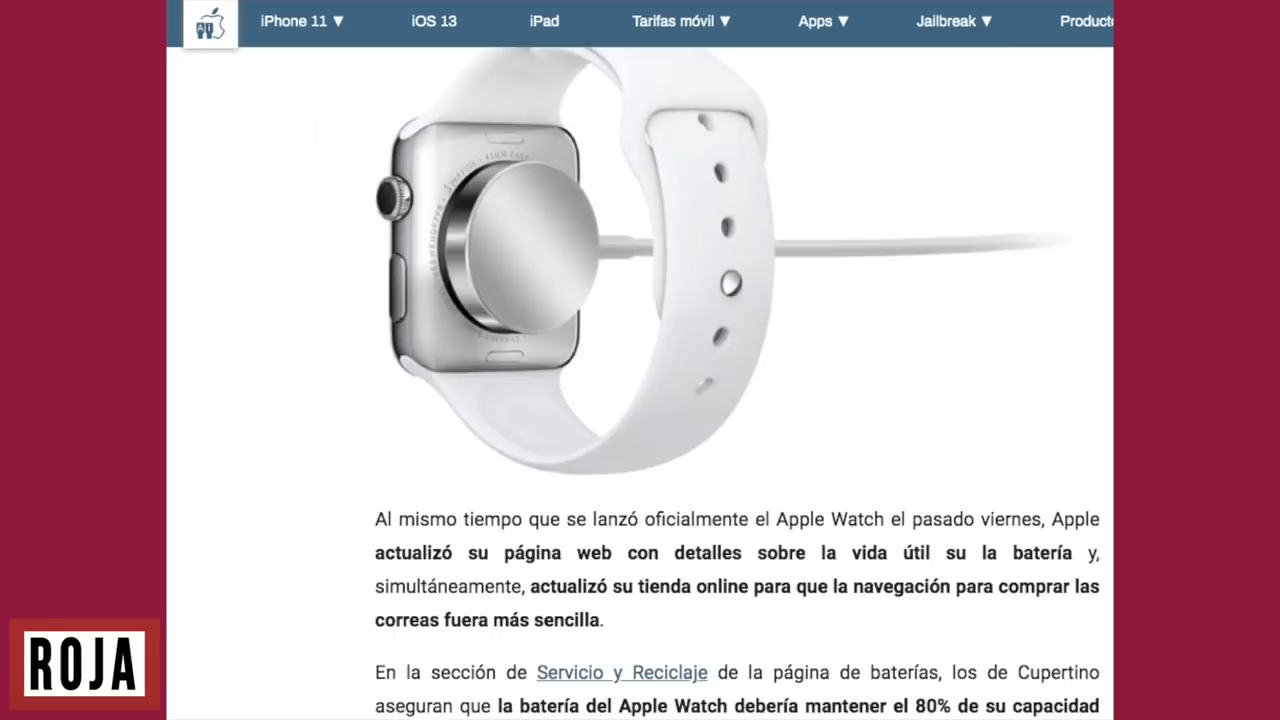 iPhone 11 ▼ iOS 13 iPad Tarifas móvil ▼ Apps ▼ Jailbreak ▼ Producto
Al mismo tiempo que se lanzó oficialmente el Apple Watch el pasado viernes, Apple
actualizó su página web con detalles sobre la vida útil su la batería y,
simultáneamente, actualizó su tienda online para que la navegación para comprar las
correas fuera más sencilla.
En la sección de Servicio y Reciclaje de la página de baterías, los de Cupertino
aseguran que la batería del Apple Watch debería mantener el 80% de su capacidad
ROJA